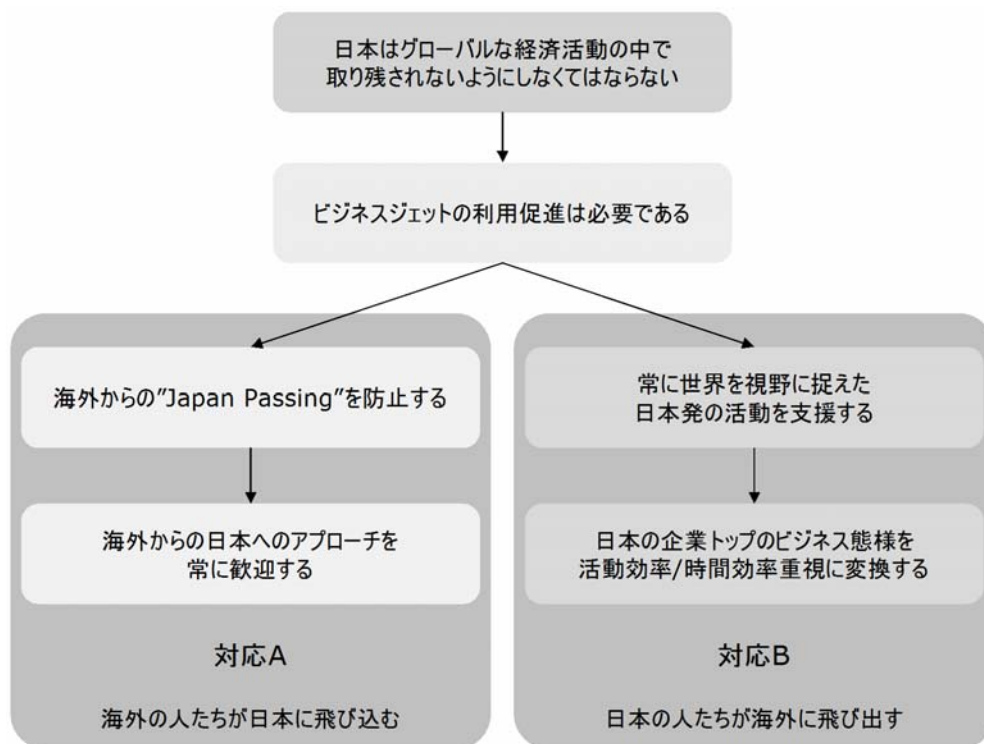 日本はグローバルな経済活動の中で
取り残されないようにしなくてはならない
ビジネスジェットの利用促進は必要である
海外からの”Japan Passing”を防止する
海外からの日本へのアプローチを
常に歓迎する
対応A
海外の人たちが日本に飛び込む
常に世界を視野に捉えた
日本発の活動を支援する
日本の企業トップのビジネス態様を
活動効率/時間効率重視に変換する
対応B
日本の人たちが海外に飛び出す